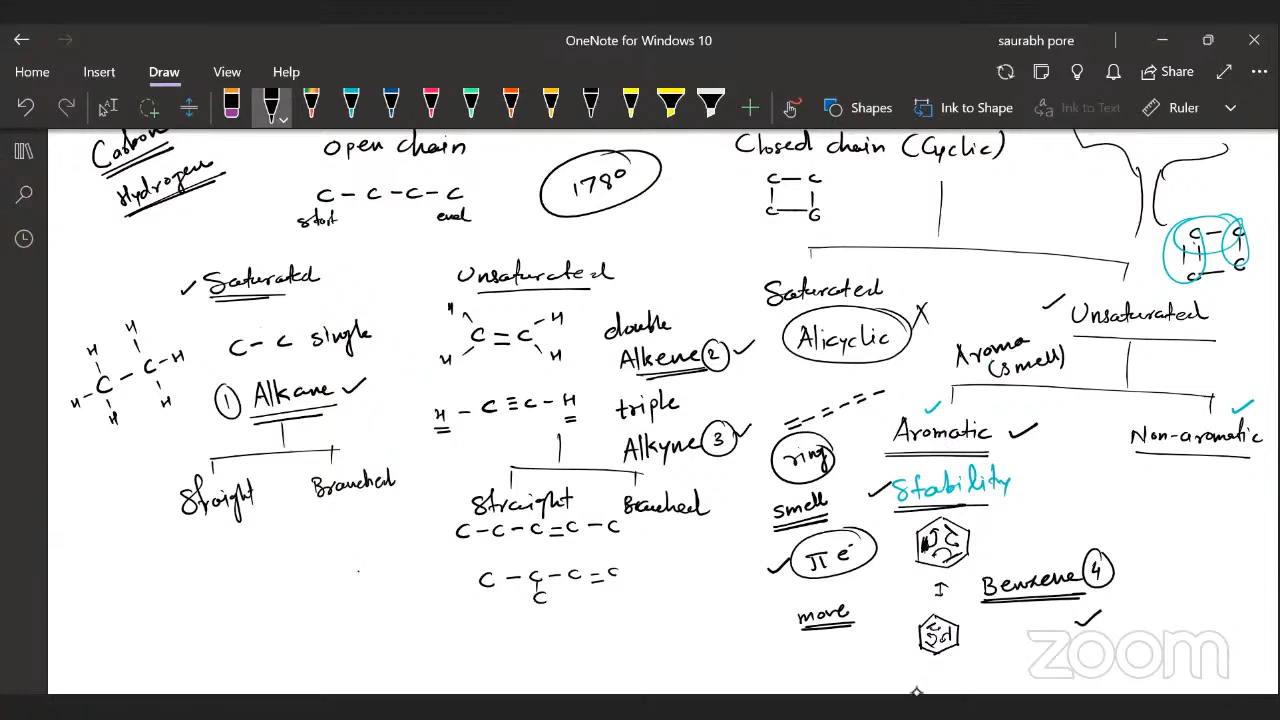 OneNote for Windows 10
saurabh pore
Home Insert Draw View Help
Share
Shapes
Ink to Shape
Ink to Text
Ruler
Carbon
Hydrogen
Open chain
C - C - C - C
start end
178°
Closed chain (Cyclic)
C - C
C - C
C - C
C - C
Saturated
C - C single
H H
C - C - H
H - C
H H
① Alkane
Straight Branched
Unsaturated
H H
C = C
H H
double
Alkene ②
H - C ≡ C - H
triple
Alkyne ③
Straight Branched
C - C - C = C - C
C - C - C = C
C
Saturated
Alicyclic
Unsaturated
Aroma
(smell)
Aromatic
Non-aromatic
ring
Stability
smell
π e⁻
move
Benzene ④
zoom